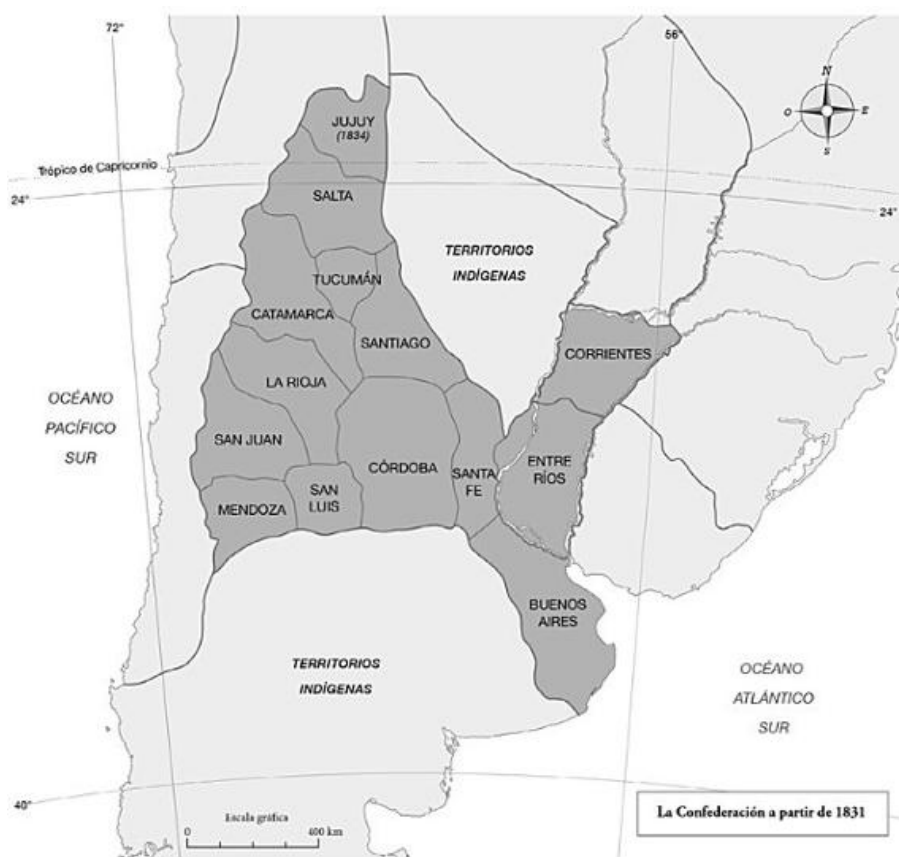 72°
56°
N
O
E
S
JUJUY
(1834)
Trópico de Capricornio
24°
24°
SALTA
TERRITORIOS
INDÍGENAS
TUCUMÁN
CATAMARCA
SANTIAGO
CORRIENTES
LA RIOJA
OCÉANO
PACÍFICO
SUR
SAN JUAN
CÓRDOBA
SANTA
FE
ENTRE
RÍOS
MENDOZA
SAN
LUIS
BUENOS
AIRES
TERRITORIOS
INDÍGENAS
OCÉANO
ATLÁNTICO
SUR
40°
Escala gráfica
0
400 km
La Confederación a partir de 1831